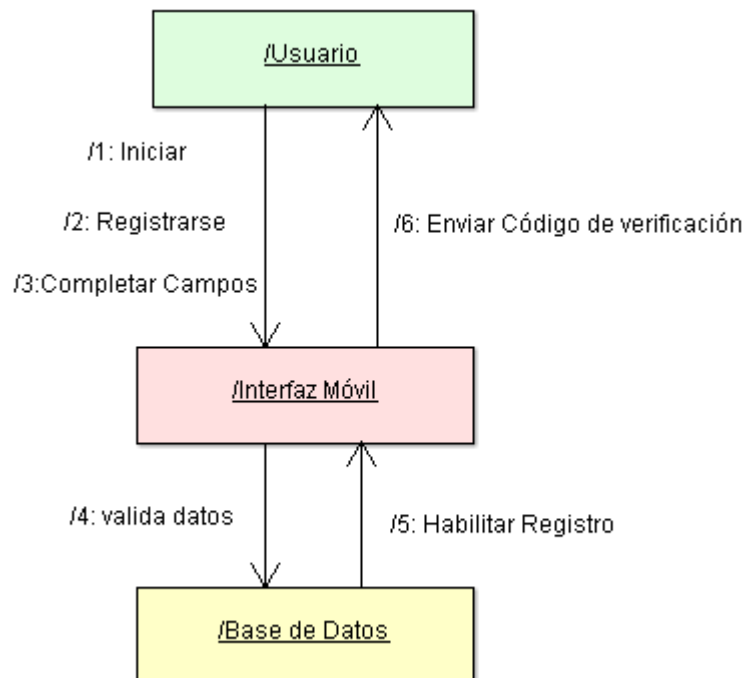 /Usuario
/1: Iniciar
/2: Registrarse
/6: Enviar Código de verificación
/3:Completar Campos
/Interfaz Móvil
/4: valida datos
/5: Habilitar Registro
/Base de Datos